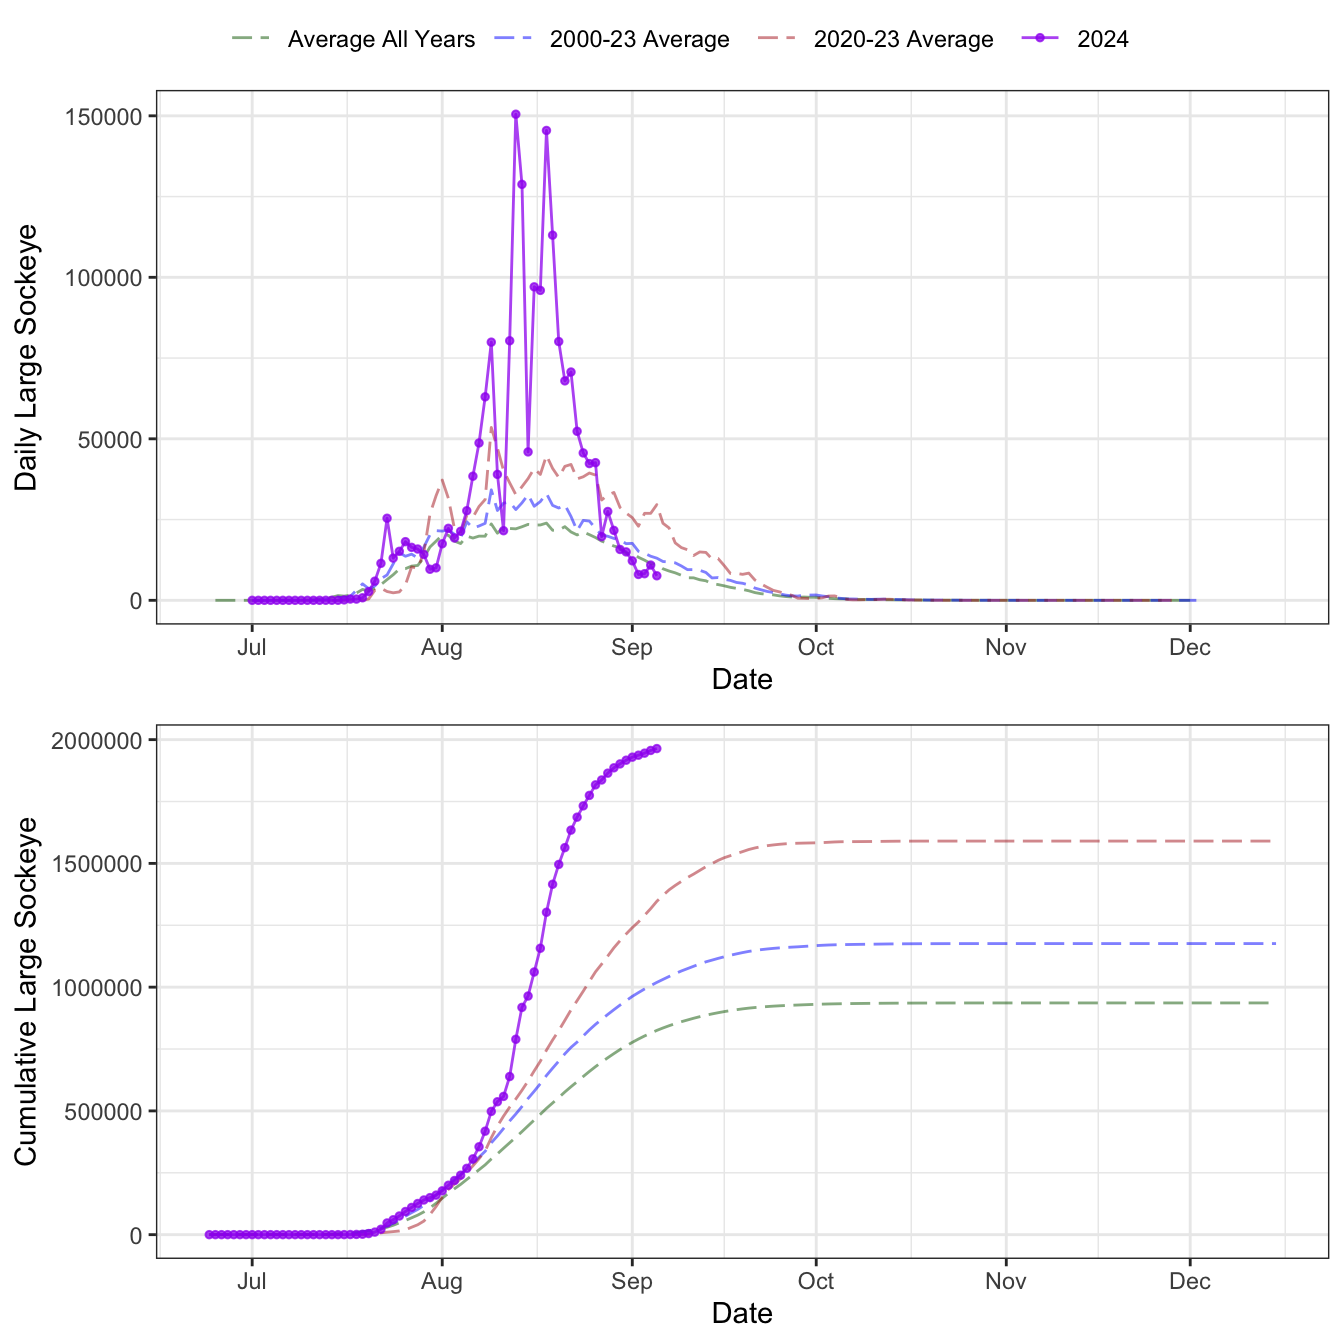 Average All Years 2000-23 Average 2020-23 Average 2024
150000
100000
50000
0
Daily Large Sockeye
Jul Aug Sep Oct Nov Dec
Date
2000000
1500000
1000000
500000
0
Cumulative Large Sockeye
Jul Aug Sep Oct Nov Dec
Date